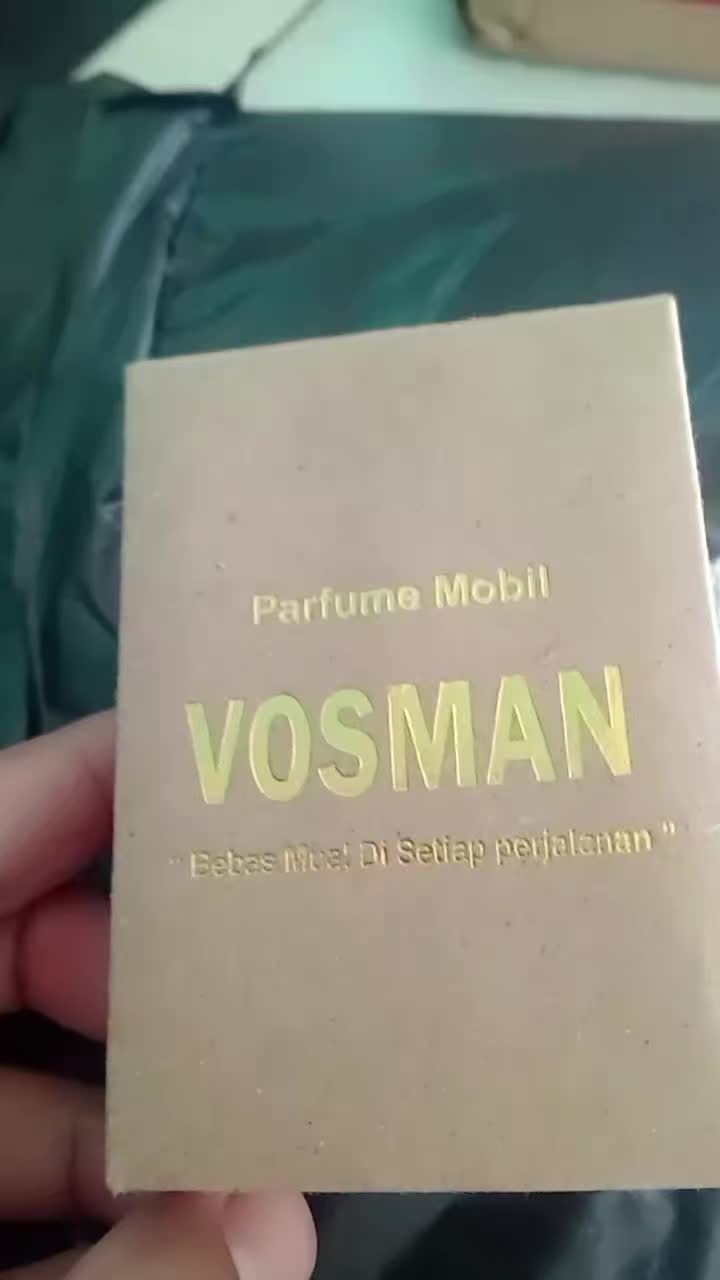 Parfume Mobil
VOSMAN
" Bebas Mual Di Setiap perjalanan "